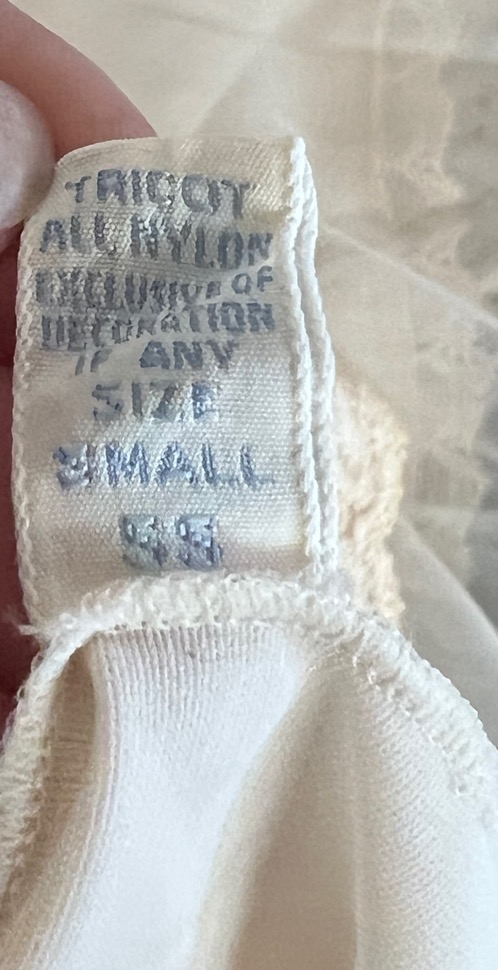 TRICOT
ALL NYLON
EXCLUSIVE OF
DECORATION
IF ANY
SIZE
SMALL